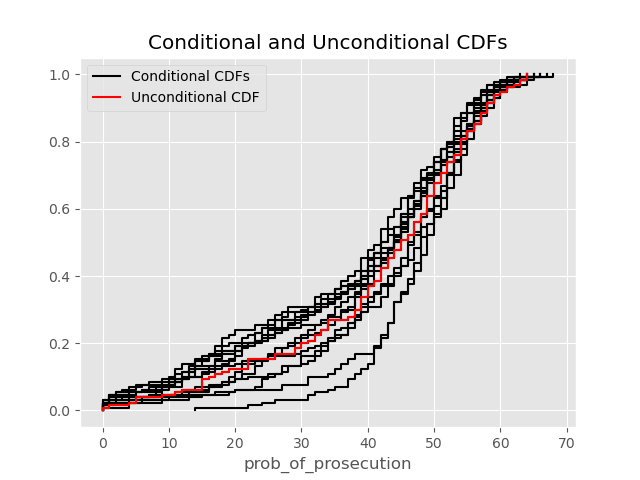 Conditional and Unconditional CDFs
Conditional CDFs
Unconditional CDF
1.0
0.8
0.6
0.4
0.2
0.0
0 10 20 30 40 50 60 70
prob_of_prosecution